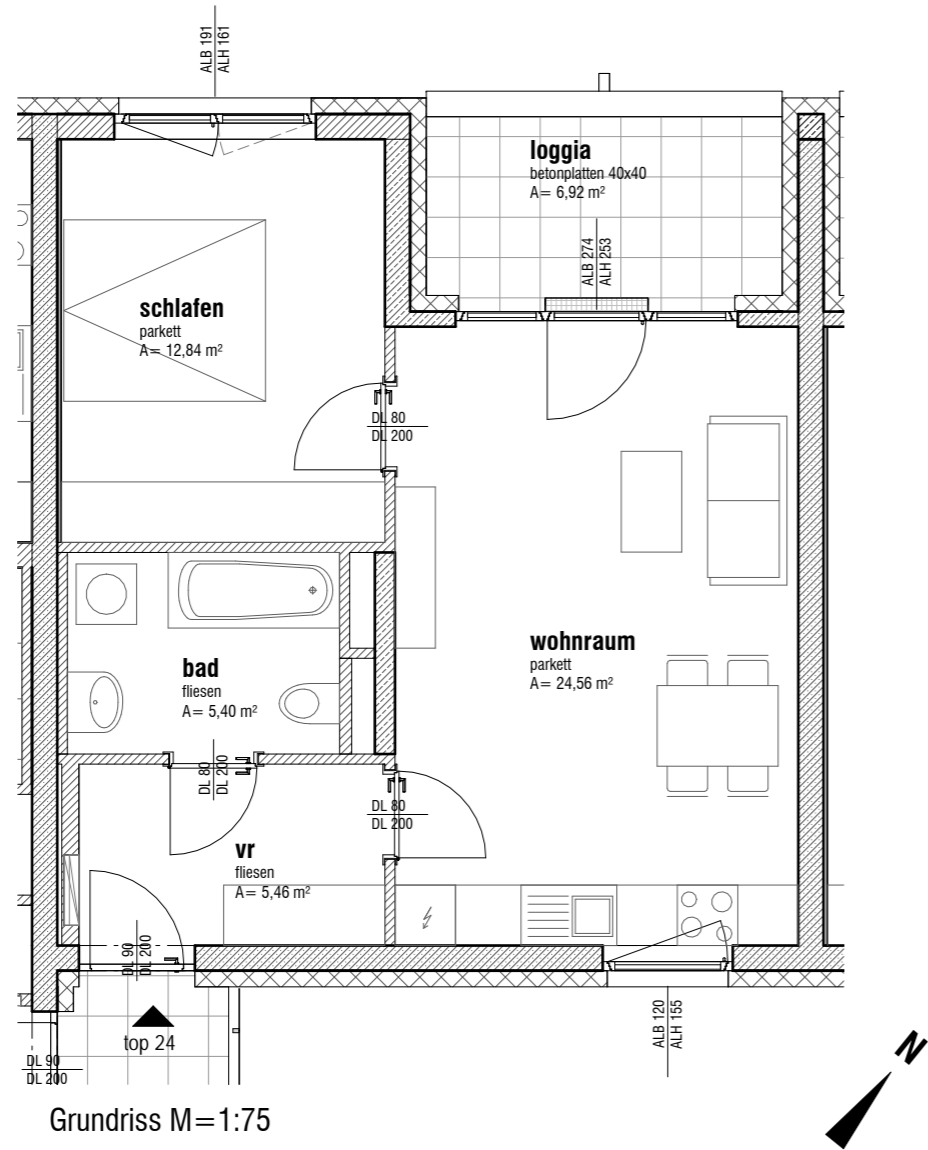 ALB 191
ALH 161
loggia
betonplatten 40x40
A= 6,92 m²
ALB 274
ALH 253
schlafen
parkett
A= 12,84 m²
DL 80
DL 200
wohnraum
parkett
A= 24,56 m²
bad
fliesen
A= 5,40 m²
DL 80
DL 200
DL 80
DL 200
vr
fliesen
A= 5,46 m²
DL 90
DL 200
top 24
ALB 120
ALH 155
DL 90
DL 200
N
Grundriss M=1:75